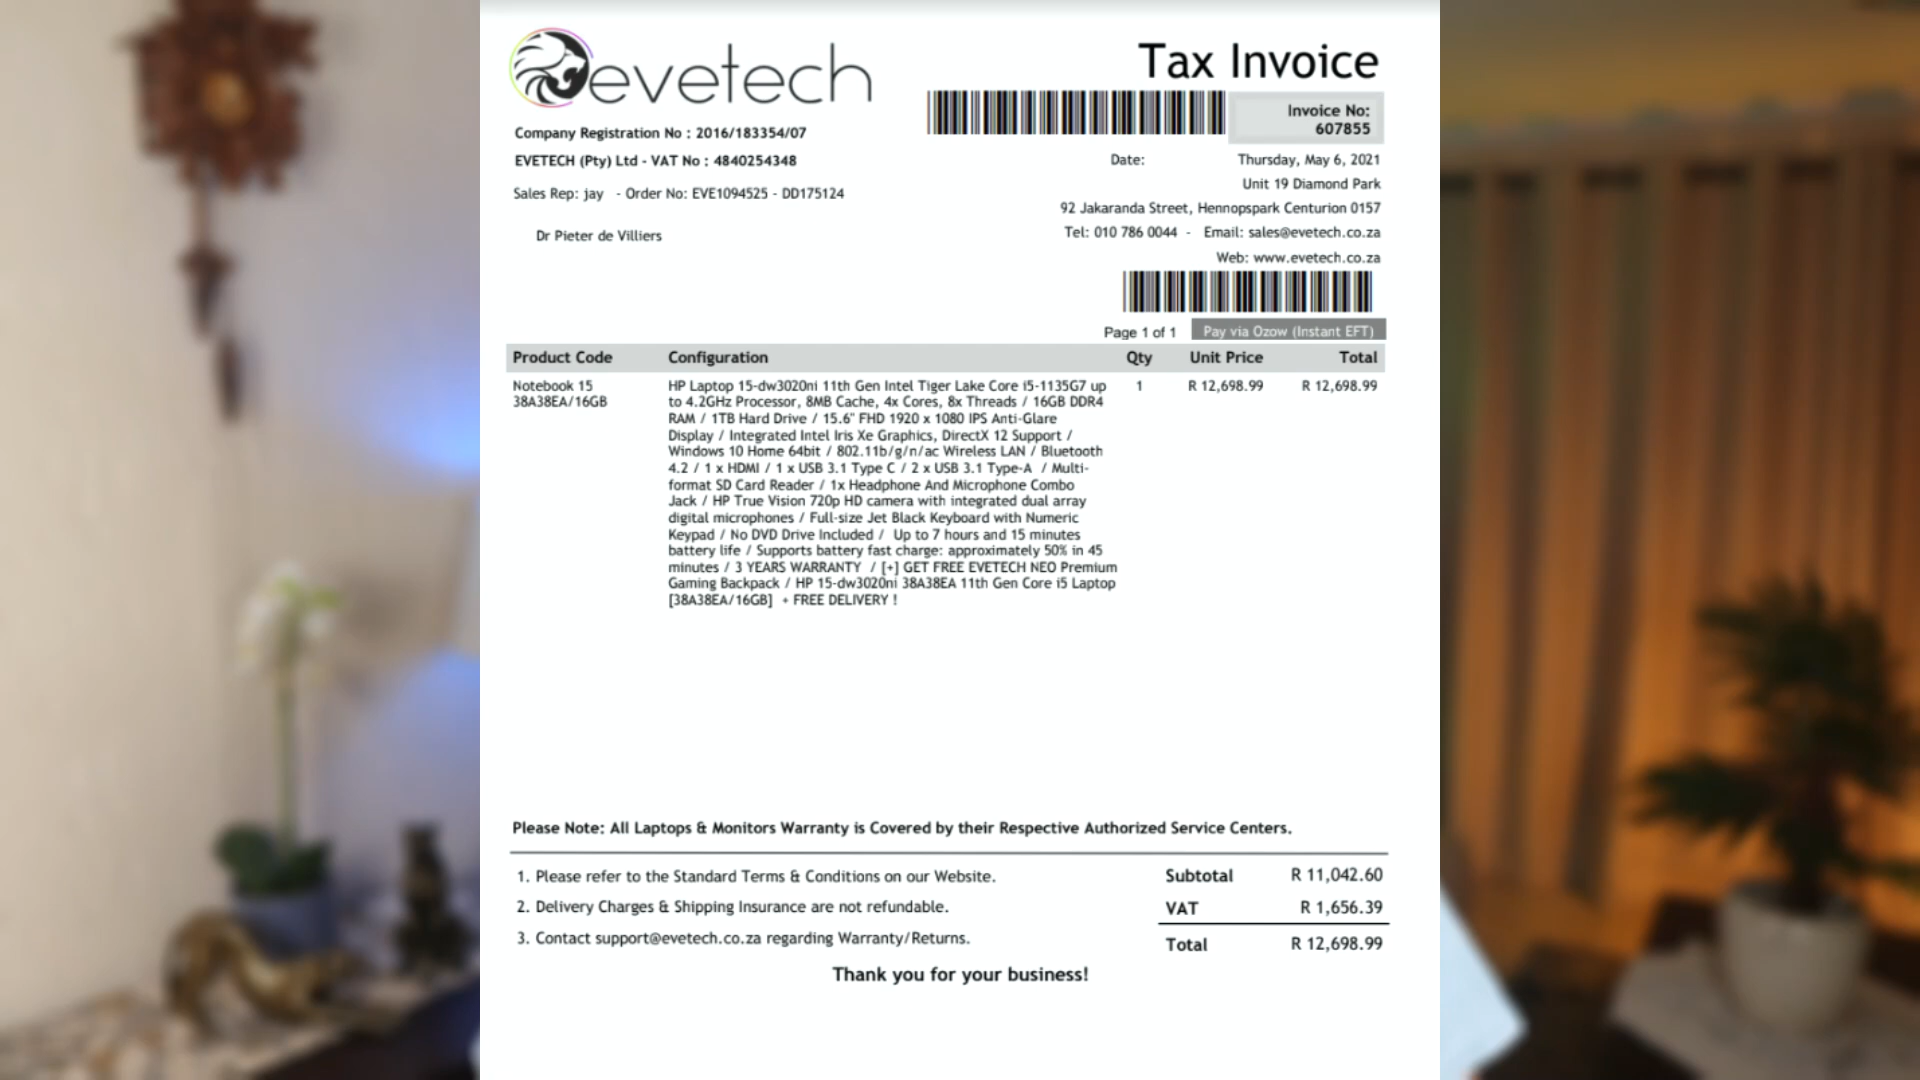 evetech
Tax Invoice
Invoice No:
607855
Company Registration No : 2016/183354/07
EVETECH (Pty) Ltd - VAT No : 4840254348
Sales Rep: jay - Order No: EVE1094525 - DD175124
Dr Pieter de Villiers
Date: Thursday, May 6, 2021
Unit 19 Diamond Park
92 Jakaranda Street, Hennopspark Centurion 0157
Tel: 010 786 0044 - Email: sales@evetech.co.za
Web: www.evetech.co.za
Page 1 of 1 Pay via Ozow (Instant EFT)
Product Code Configuration Qty Unit Price Total
Notebook 15
38A38EA/16GB
HP Laptop 15-dw3020ni 11th Gen Intel Tiger Lake Core i5-1135G7 up
to 4.2GHz Processor, 8MB Cache, 4x Cores, 8x Threads / 16GB DDR4
RAM / 1TB Hard Drive / 15.6" FHD 1920 x 1080 IPS Anti-Glare
Display / Integrated Intel Iris Xe Graphics, DirectX 12 Support /
Windows 10 Home 64bit / 802.11b/g/n/ac Wireless LAN / Bluetooth
4.2 / 1 x HDMI / 1 x USB 3.1 Type C / 2 x USB 3.1 Type-A / Multi-
format SD Card Reader / 1x Headphone And Microphone Combo
Jack / HP True Vision 720p HD camera with integrated dual array
digital microphones / Full-size Jet Black Keyboard with Numeric
Keypad / No DVD Drive Included / Up to 7 hours and 15 minutes
battery life / Supports battery fast charge: approximately 50% in 45
minutes / 3 YEARS WARRANTY / [+] GET FREE EVETECH NEO Premium
Gaming Backpack / HP 15-dw3020ni 38A38EA 11th Gen Core i5 Laptop
[38A38EA/16GB] + FREE DELIVERY !
1 R 12,698.99 R 12,698.99
Please Note: All Laptops & Monitors Warranty is Covered by their Respective Authorized Service Centers.
1. Please refer to the Standard Terms & Conditions on our Website.
2. Delivery Charges & Shipping Insurance are not refundable.
3. Contact support@evetech.co.za regarding Warranty/Returns.
Subtotal R 11,042.60
VAT R 1,656.39
Total R 12,698.99
Thank you for your business!